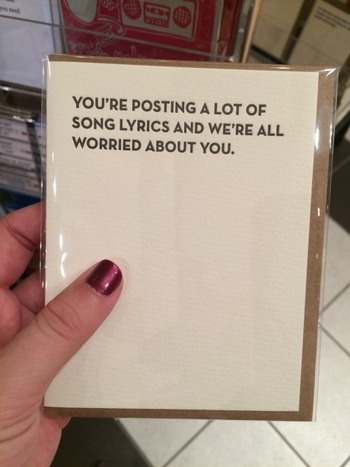 YOU'RE POSTING A LOT OF
SONG LYRICS AND WE'RE ALL
WORRIED ABOUT YOU.